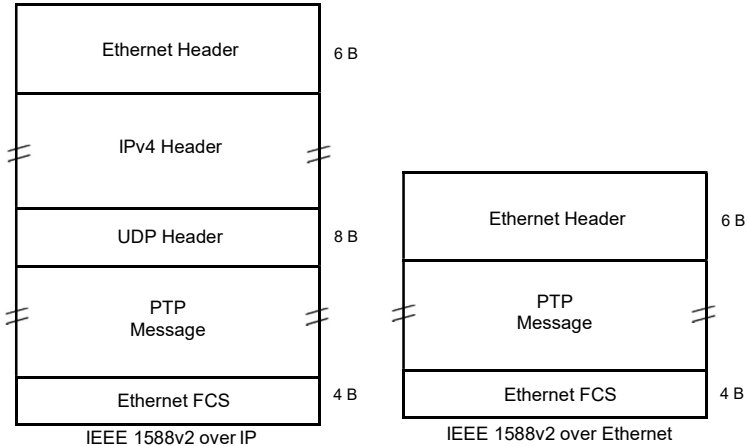 Ethernet Header
6 B
IPv4 Header
UDP Header
8 B
PTP
Message
Ethernet FCS
4 B
IEEE 1588v2 over IP
Ethernet Header
6 B
PTP
Message
Ethernet FCS
4 B
IEEE 1588v2 over Ethernet